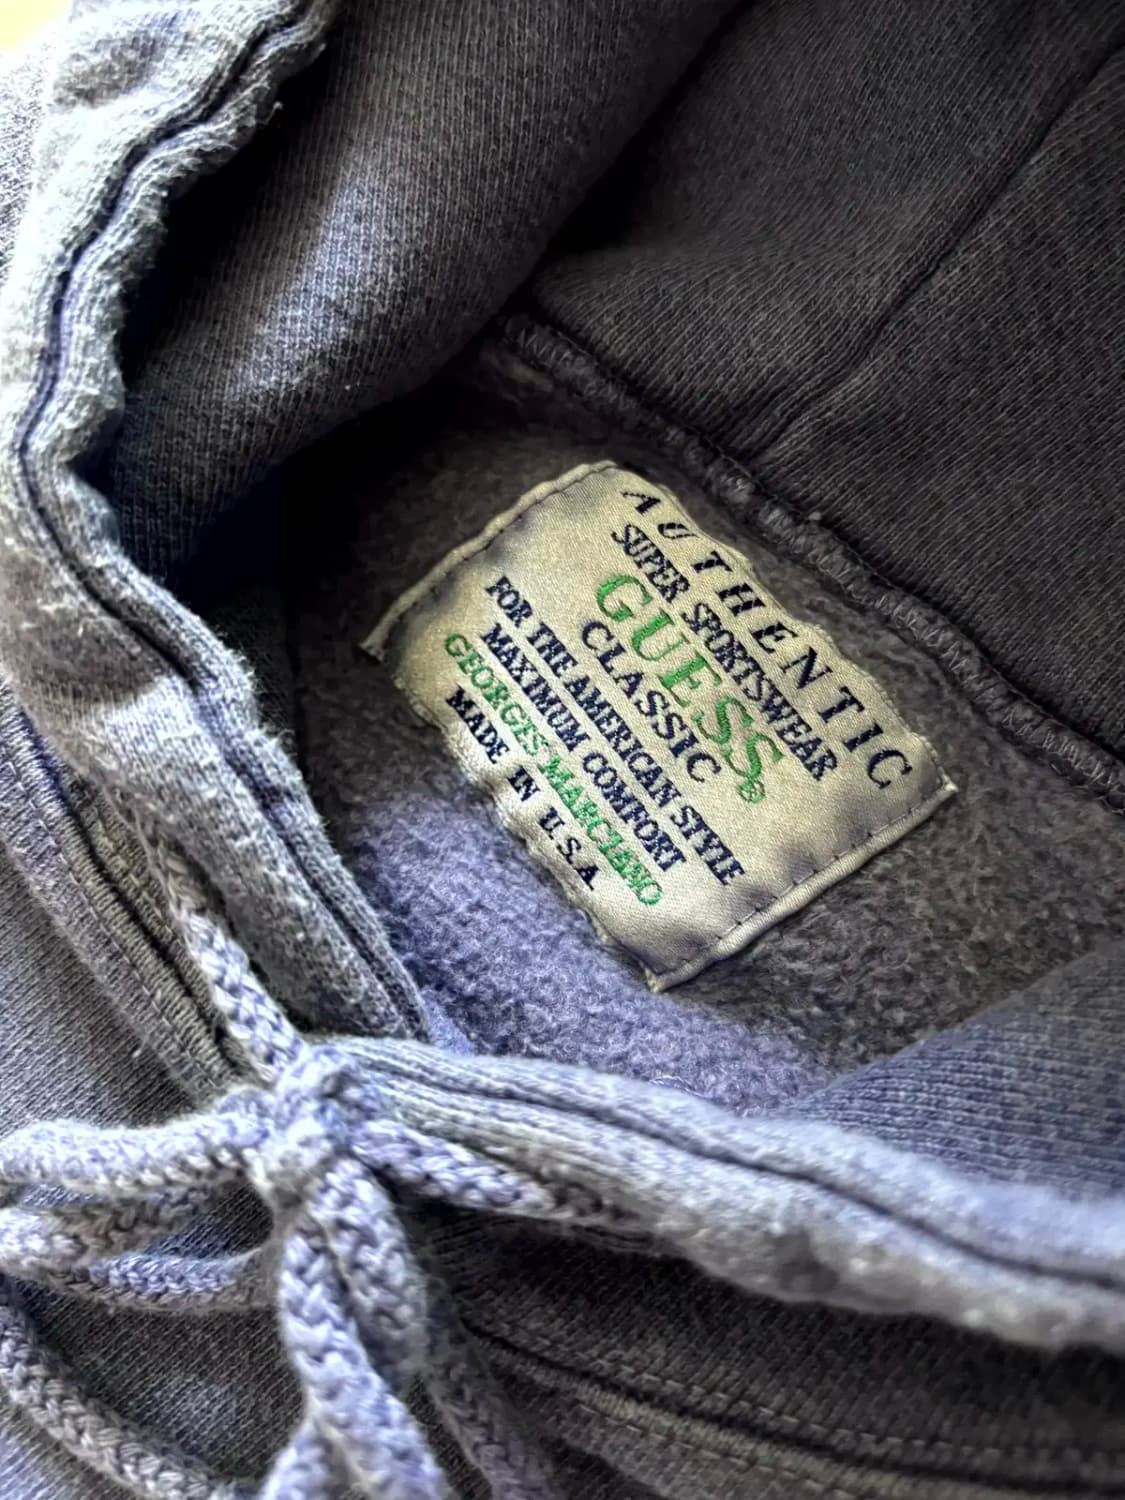 AUTHENTIC
SUPER SPORTSWEAR
GUESS®
CLASSIC
FOR THE AMERICAN STYLE
MAXIMUM COMFORT
GEORGES MARCIANO
MADE IN U.S.A.